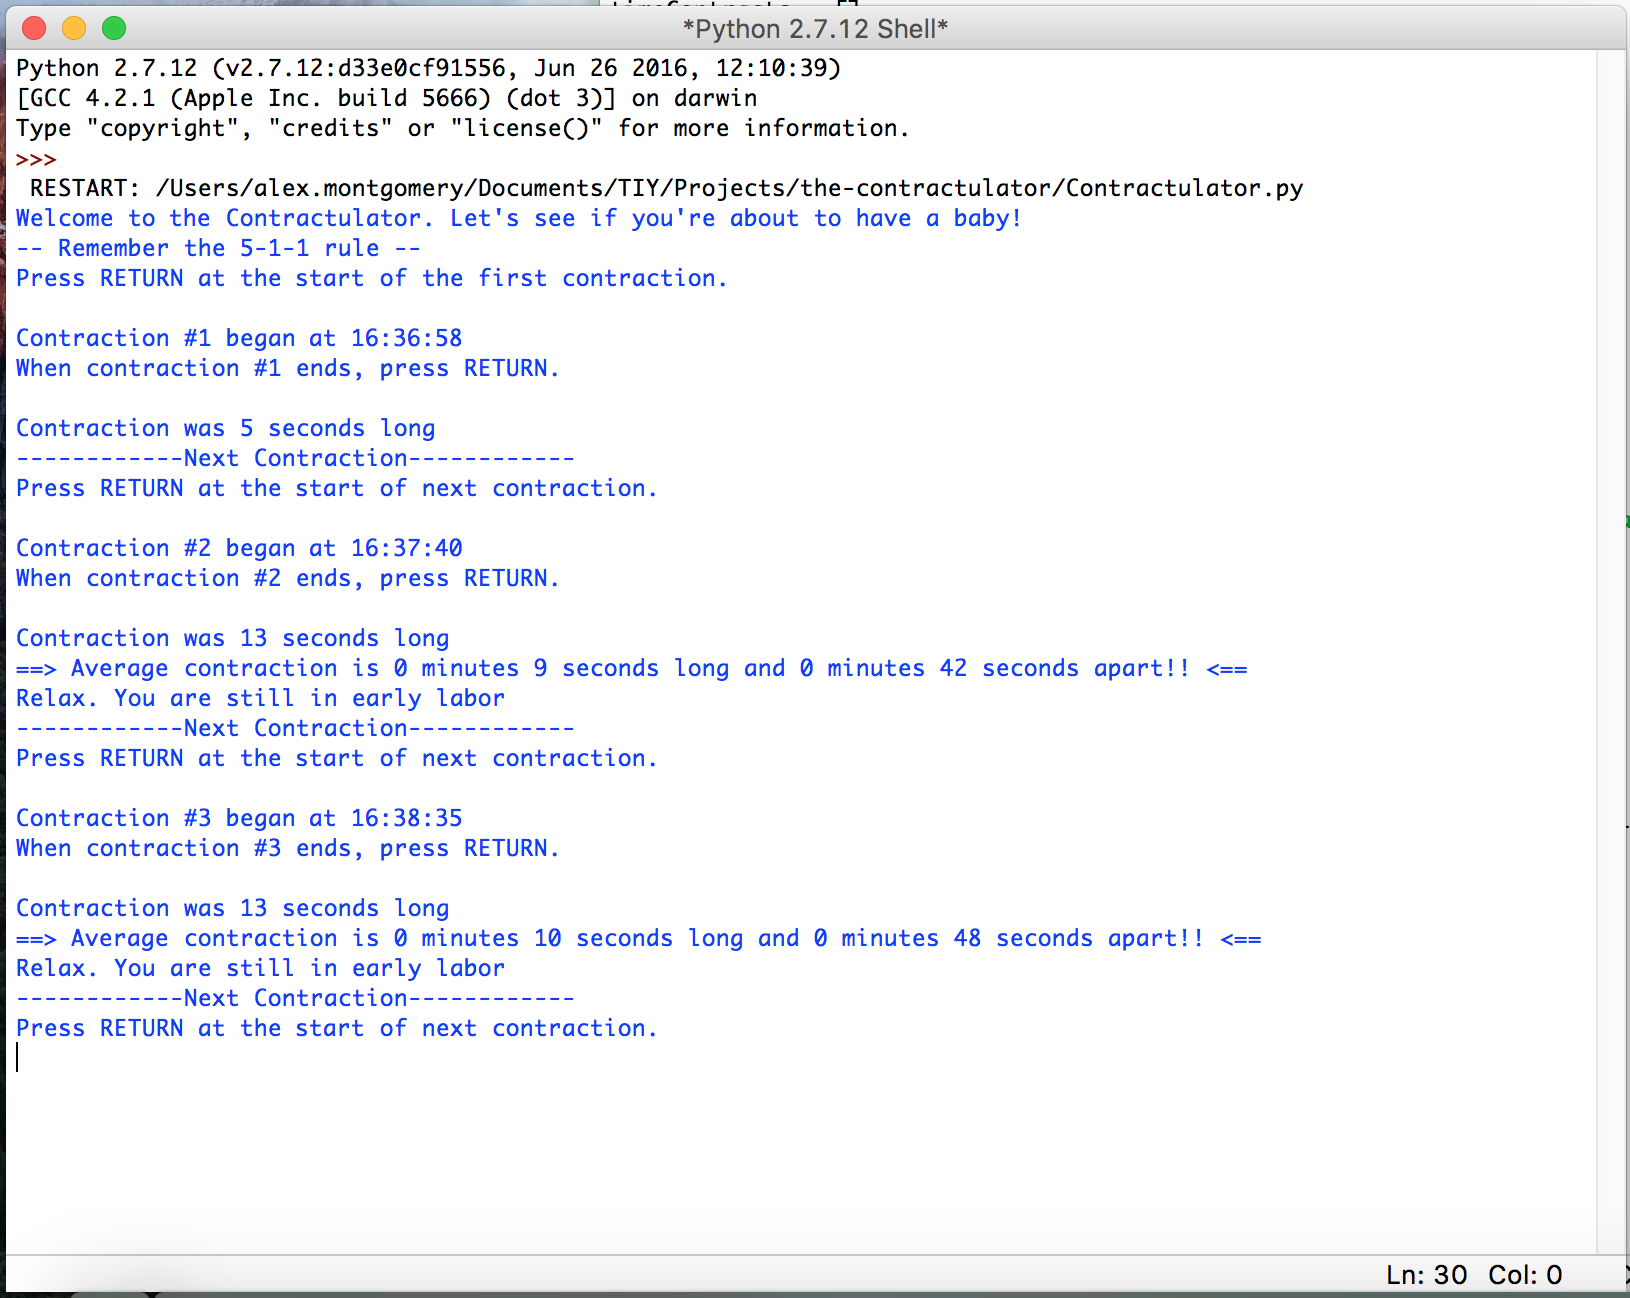 *Python 2.7.12 Shell*
Python 2.7.12 (v2.7.12:d33e0cf91556, Jun 26 2016, 12:10:39)
[GCC 4.2.1 (Apple Inc. build 5666) (dot 3)] on darwin
Type "copyright", "credits" or "license()" for more information.
>>>
 RESTART: /Users/alex.montgomery/Documents/TIY/Projects/the-contractulator/Contractulator.py
Welcome to the Contractulator. Let's see if you're about to have a baby!
-- Remember the 5-1-1 rule --
Press RETURN at the start of the first contraction.
Contraction #1 began at 16:36:58
When contraction #1 ends, press RETURN.
Contraction was 5 seconds long
------------Next Contraction------------
Press RETURN at the start of next contraction.
Contraction #2 began at 16:37:40
When contraction #2 ends, press RETURN.
Contraction was 13 seconds long
==> Average contraction is 0 minutes 9 seconds long and 0 minutes 42 seconds apart!! <==
Relax. You are still in early labor
------------Next Contraction------------
Press RETURN at the start of next contraction.
Contraction #3 began at 16:38:35
When contraction #3 ends, press RETURN.
Contraction was 13 seconds long
==> Average contraction is 0 minutes 10 seconds long and 0 minutes 48 seconds apart!! <==
Relax. You are still in early labor
------------Next Contraction------------
Press RETURN at the start of next contraction.
Ln: 30 Col: 0